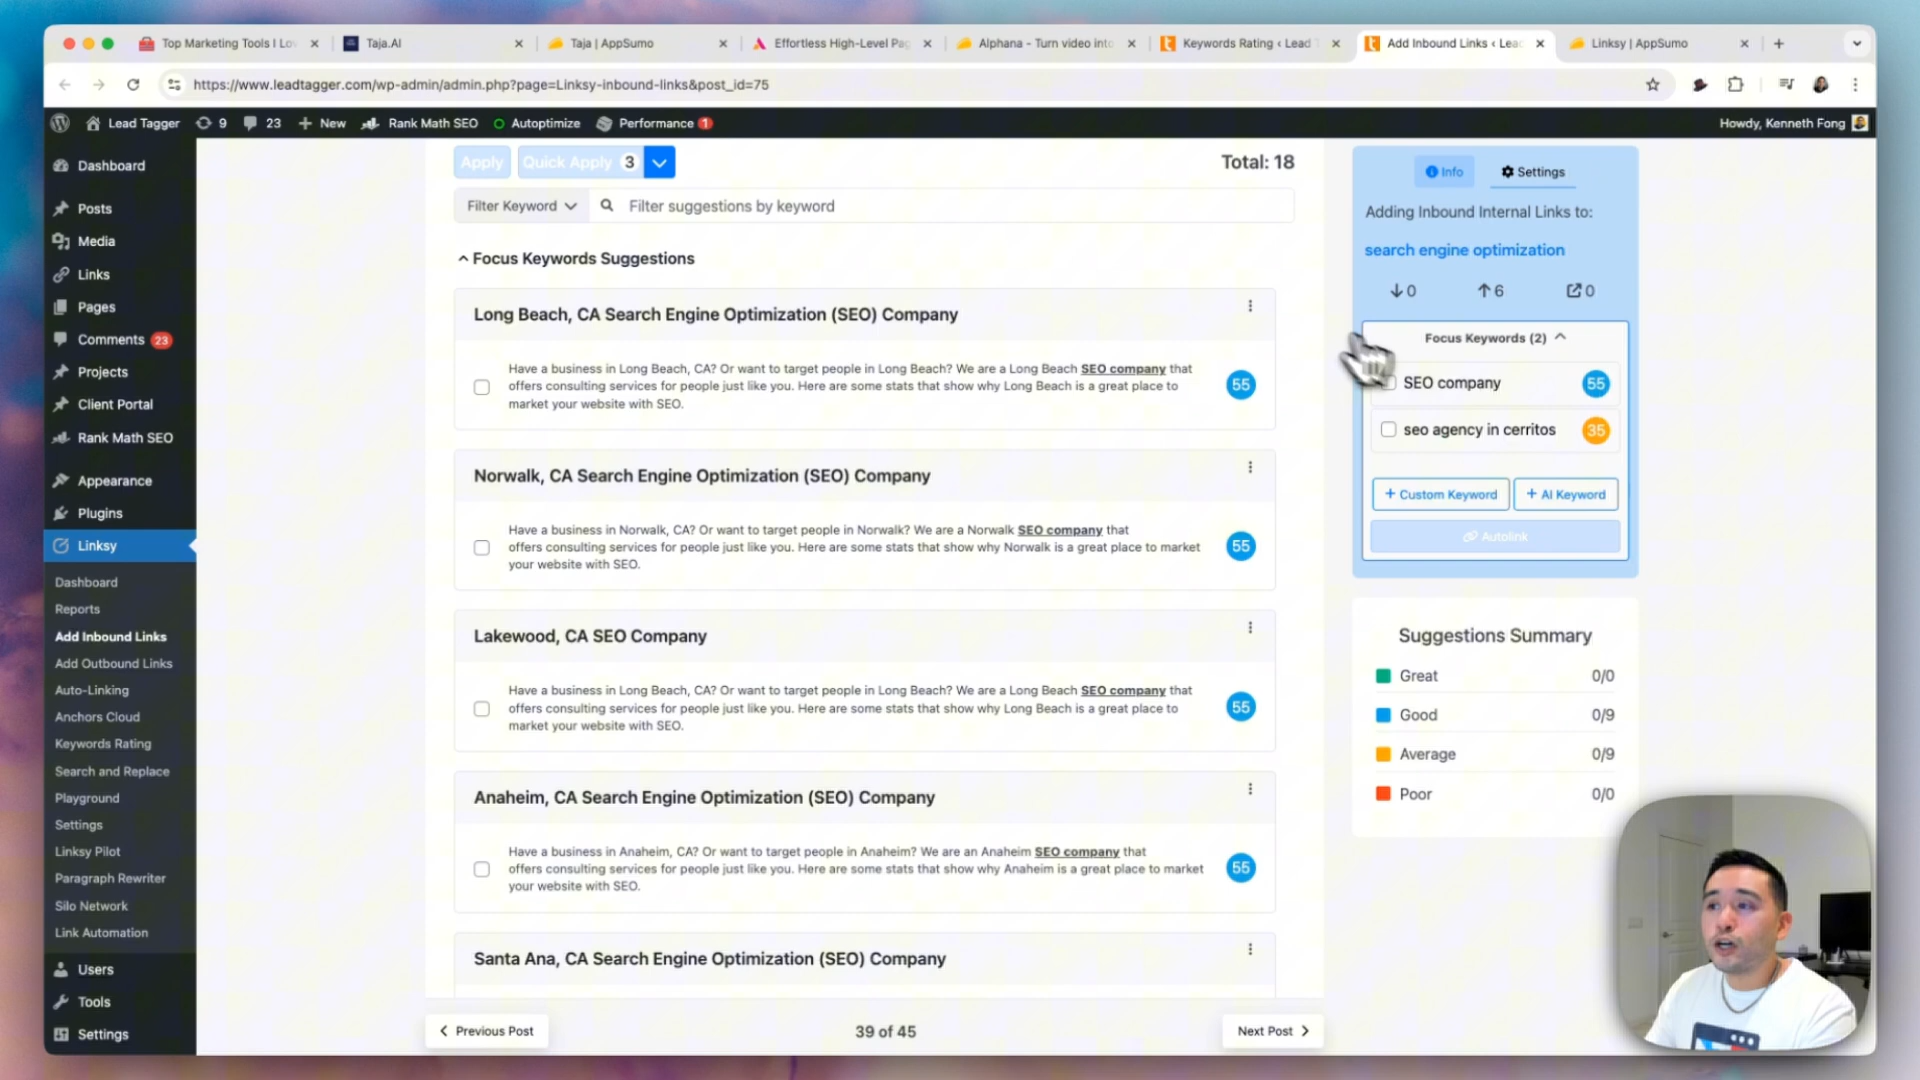 Top Marketing Tools I Lov
Taja.AI
Taja | AppSumo
Effortless High-Level Pag
Alphana - Turn video into
Keywords Rating ‹ Lead T
Add Inbound Links ‹ Lead
Linksy | AppSumo
https://www.leadtagger.com/wp-admin/admin.php?page=Linksy-inbound-links&post_id=75
Lead Tagger
9
23
New
Rank Math SEO
Autoptimize
Performance 1
Howdy, Kenneth Fong
Dashboard
Posts
Media
Links
Pages
Comments 23
Projects
Client Portal
Rank Math SEO
Appearance
Plugins
Linksy
Dashboard
Reports
Add Inbound Links
Add Outbound Links
Auto-Linking
Anchors Cloud
Keywords Rating
Search and Replace
Playground
Settings
Linksy Pilot
Paragraph Rewriter
Silo Network
Link Automation
Users
Tools
Settings
Apply
Quick Apply 3
Total: 18
Filter Keyword
Filter suggestions by keyword
Focus Keywords Suggestions
Long Beach, CA Search Engine Optimization (SEO) Company
Have a business in Long Beach, CA? Or want to target people in Long Beach? We are a Long Beach SEO company that
offers consulting services for people just like you. Here are some stats that show why Long Beach is a great place to
market your website with SEO.
55
Norwalk, CA Search Engine Optimization (SEO) Company
Have a business in Norwalk, CA? Or want to target people in Norwalk? We are a Norwalk SEO company that
offers consulting services for people just like you. Here are some stats that show why Norwalk is a great place to market
your website with SEO.
55
Lakewood, CA SEO Company
Have a business in Long Beach, CA? Or want to target people in Long Beach? We are a Long Beach SEO company that
offers consulting services for people just like you. Here are some stats that show why Long Beach is a great place to
market your website with SEO.
55
Anaheim, CA Search Engine Optimization (SEO) Company
Have a business in Anaheim, CA? Or want to target people in Anaheim? We are an Anaheim SEO company that
offers consulting services for people just like you. Here are some stats that show why Anaheim is a great place to market
your website with SEO.
55
Santa Ana, CA Search Engine Optimization (SEO) Company
Previous Post
39 of 45
Next Post
Info
Settings
Adding Inbound Internal Links to:
search engine optimization
0
6
0
Focus Keywords (2)
SEO company
55
seo agency in cerritos
35
+ Custom Keyword
+ AI Keyword
Autolink
Suggestions Summary
Great 0/0
Good 0/9
Average 0/9
Poor 0/0